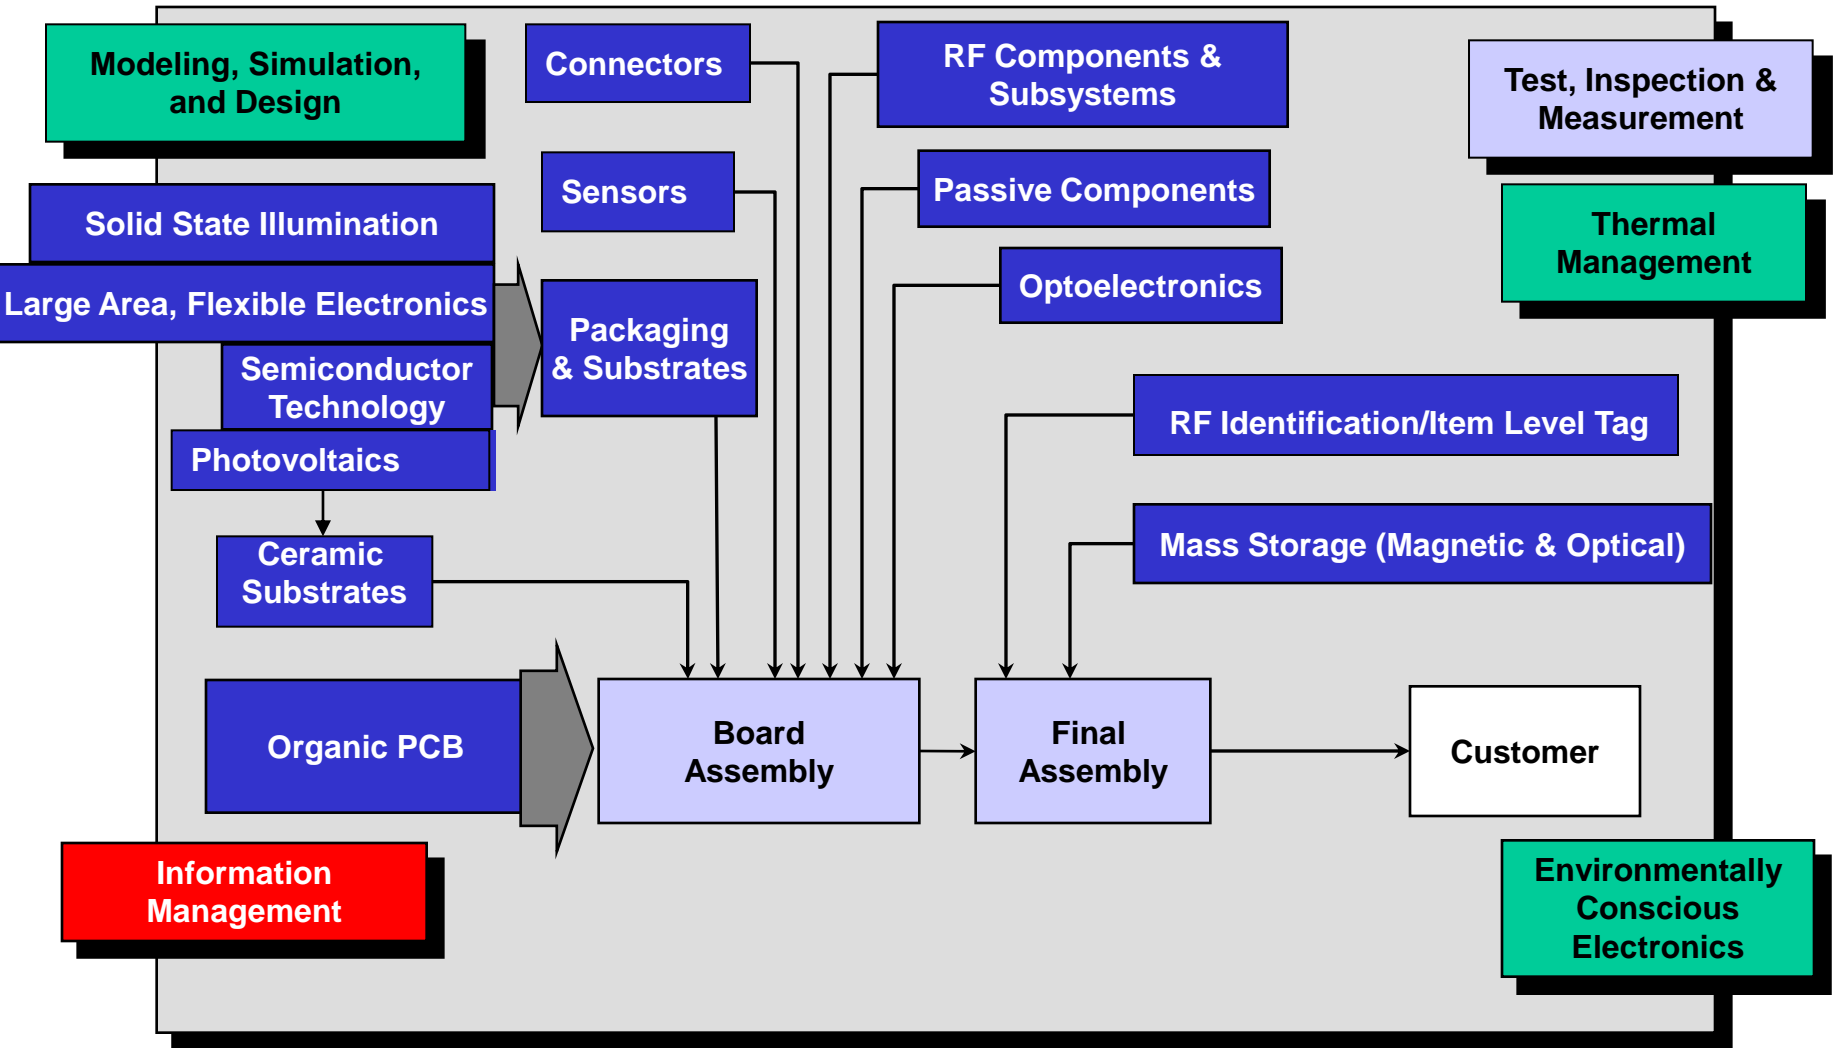 Modeling, Simulation,
and Design
Connectors
RF Components &
Subsystems
Test, Inspection &
Measurement
Sensors
Passive Components
Solid State Illumination
Thermal
Management
Large Area, Flexible Electronics
Optoelectronics
Packaging
& Substrates
Semiconductor
Technology
RF Identification/Item Level Tag
Photovoltaics
Ceramic
Substrates
Mass Storage (Magnetic & Optical)
Organic PCB
Board
Assembly
Final
Assembly
Customer
Information
Management
Environmentally
Conscious
Electronics